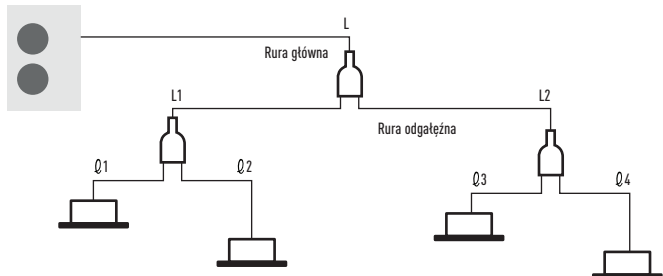 L
Rura główna
L1
L2
Rura odgałęźna
ℓ1
ℓ2
ℓ3
ℓ4